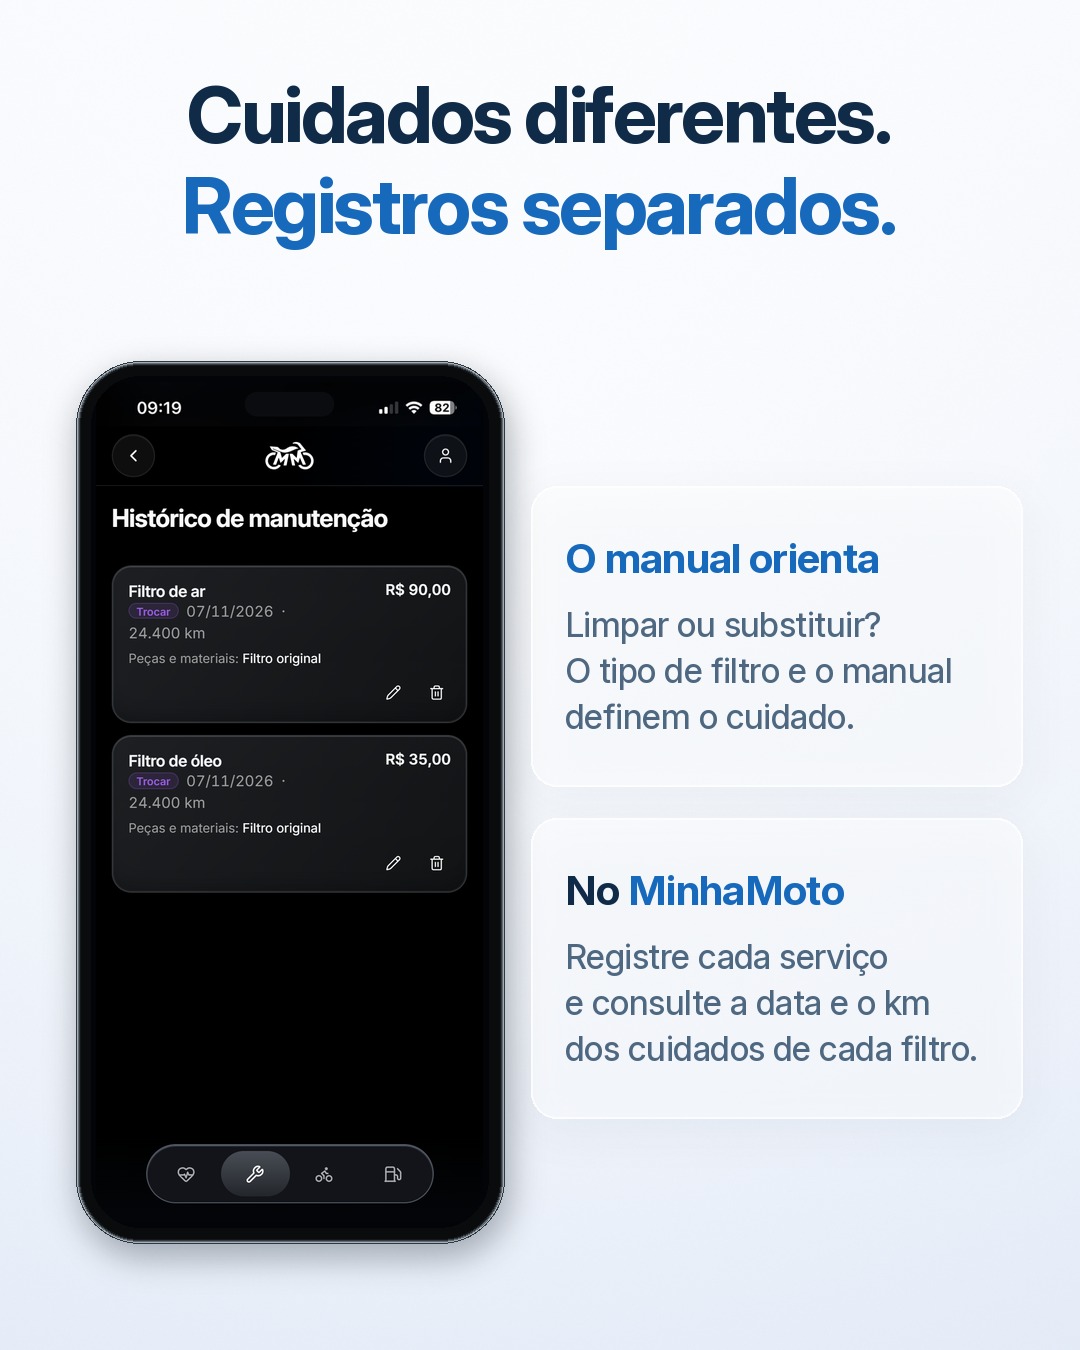 Cuidados diferentes.
Registros separados.
09:19
82
MM
Histórico de manutenção
Filtro de ar
R$ 90,00
Trocar 07/11/2026 ·
24.400 km
Peças e materiais: Filtro original
Filtro de óleo
R$ 35,00
Trocar 07/11/2026 ·
24.400 km
Peças e materiais: Filtro original
O manual orienta
Limpar ou substituir?
O tipo de filtro e o manual
definem o cuidado.
No MinhaMoto
Registre cada serviço
e consulte a data e o km
dos cuidados de cada filtro.